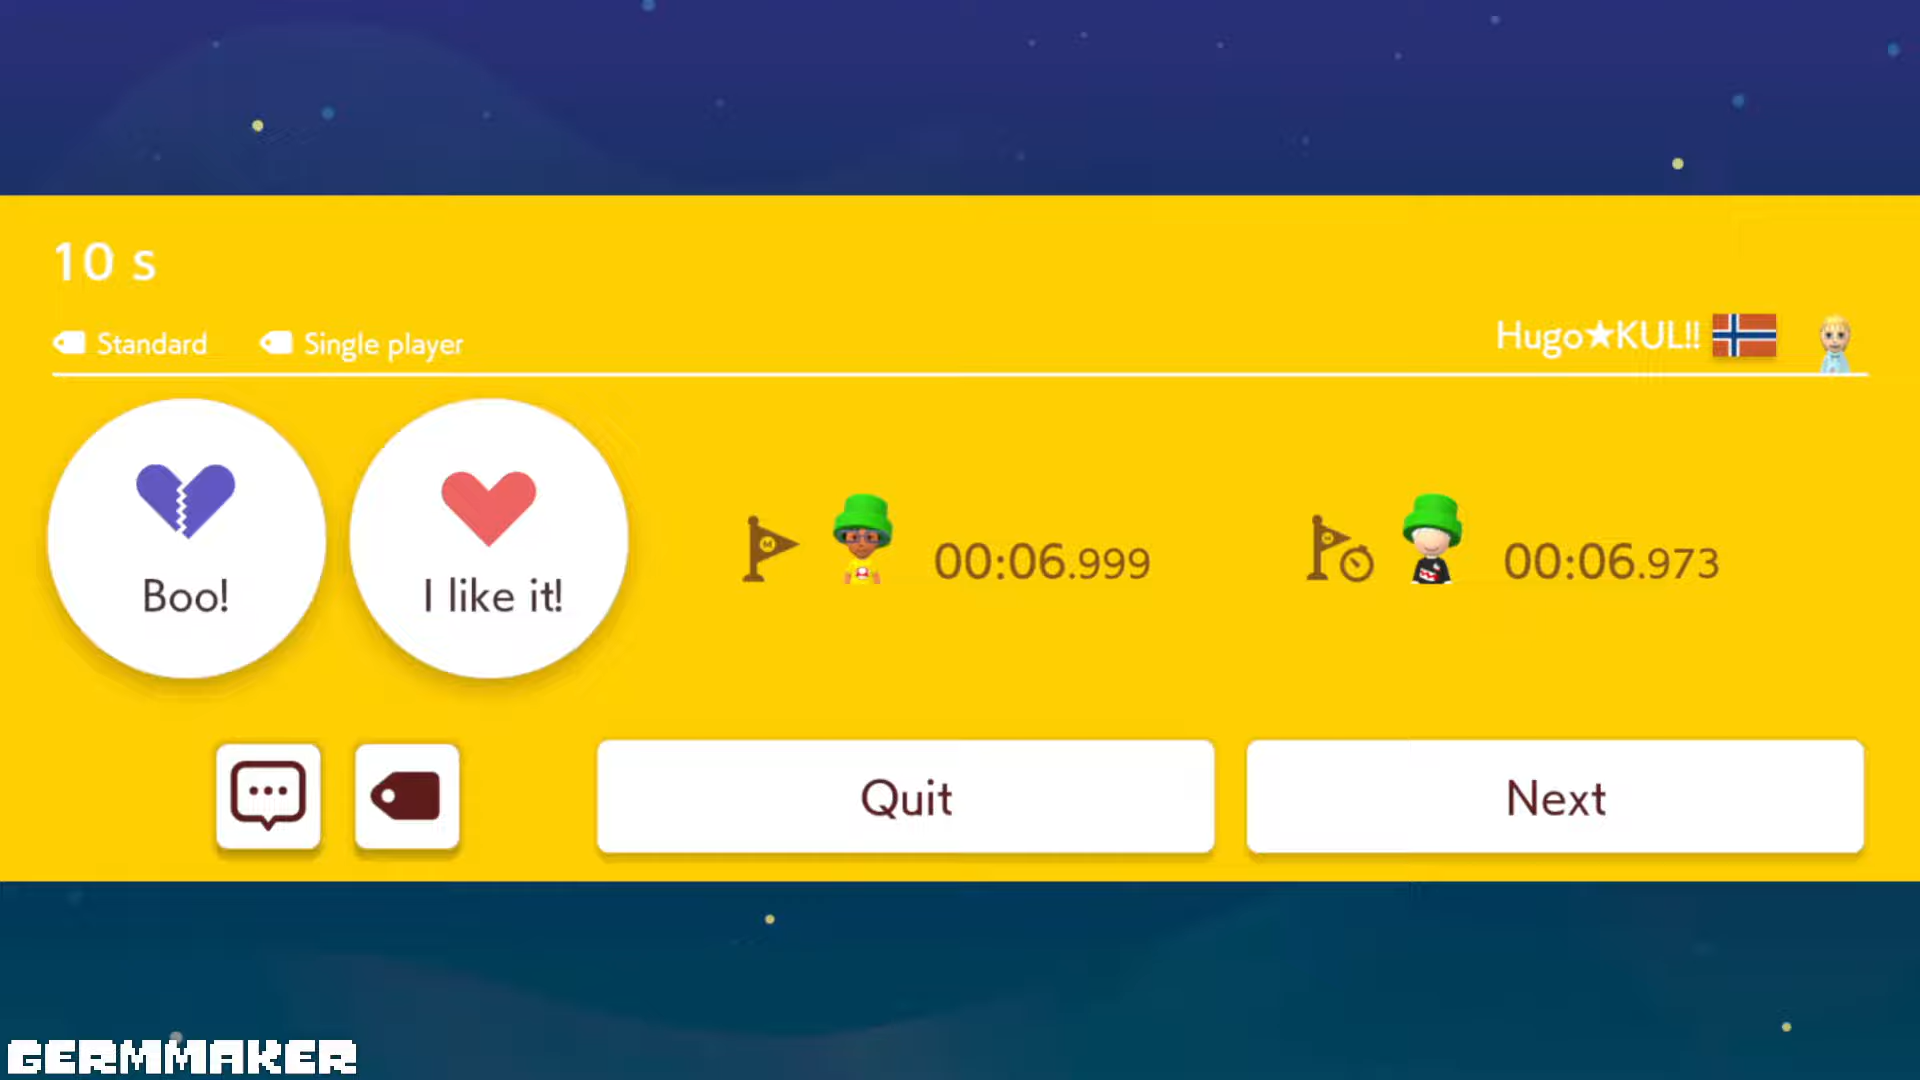 10 s
Standard Single player
Hugo★KUL!!
Boo!
I like it!
M
00:06.999
M
00:06.973
Quit
Next
GERMMAKER